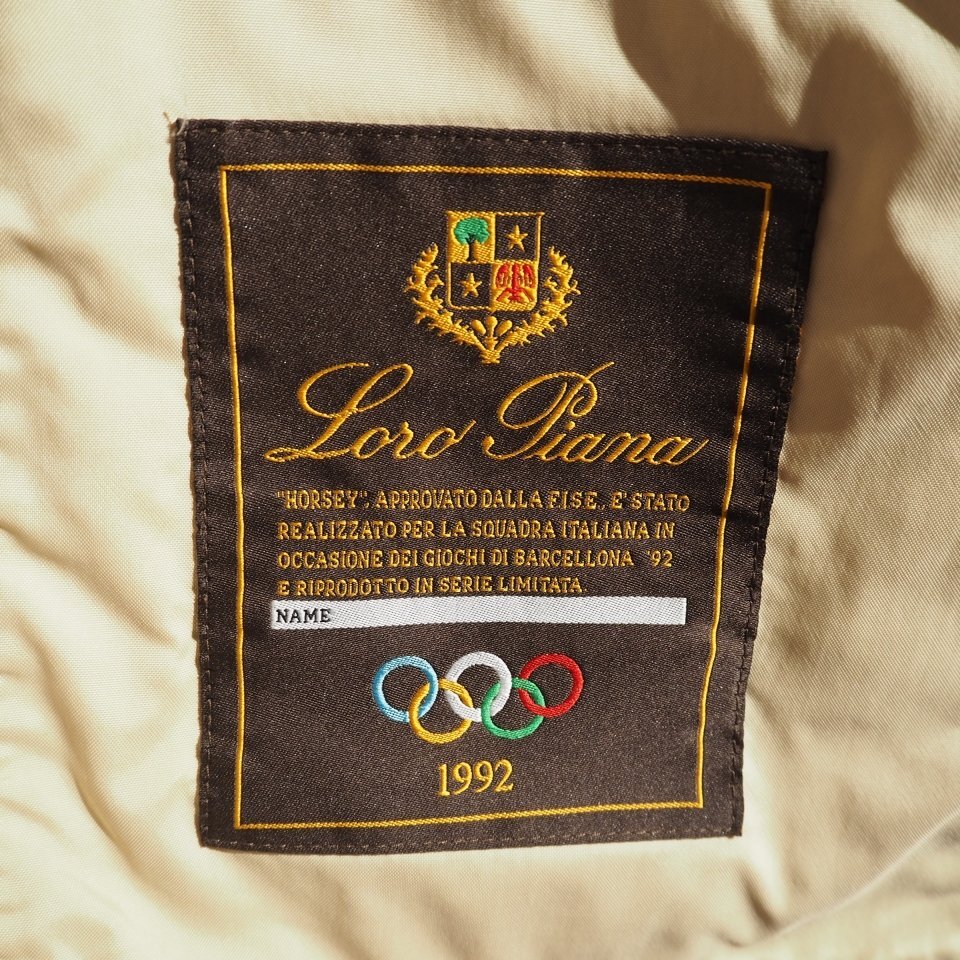 Loro Piana
"HORSEY", APPROVATO DALLA F.I.S.E., E' STATO
REALIZZATO PER LA SQUADRA ITALIANA IN
OCCASIONE DEI GIOCHI DI BARCELLONA '92
E RIPRODOTTO IN SERIE LIMITATA.
NAME
1992